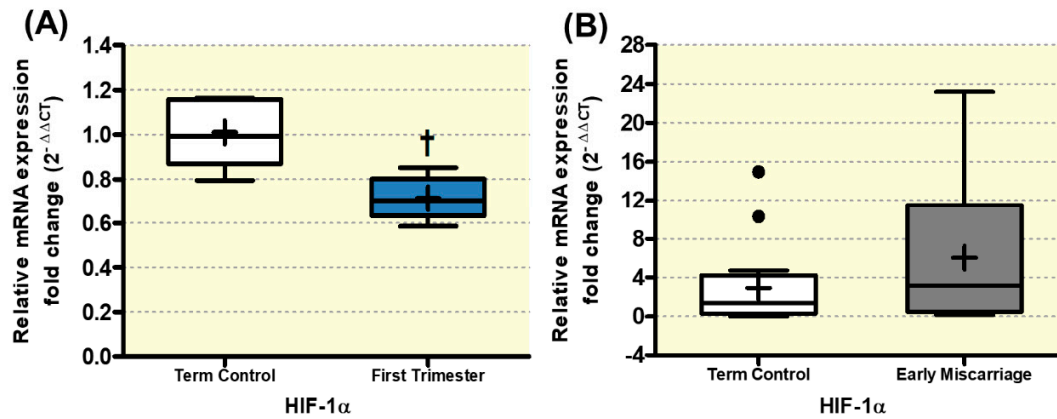 (A)
Relative mRNA expression
fold change (2^-ΔΔCT)
1.4
1.2
1.0
0.8
0.6
0.4
0.2
0.0
†
Term Control
First Trimester
HIF-1α
(B)
Relative mRNA expression
fold change (2^-ΔΔCT)
28
24
20
16
12
8
4
0
-4
Term Control
Early Miscarriage
HIF-1α